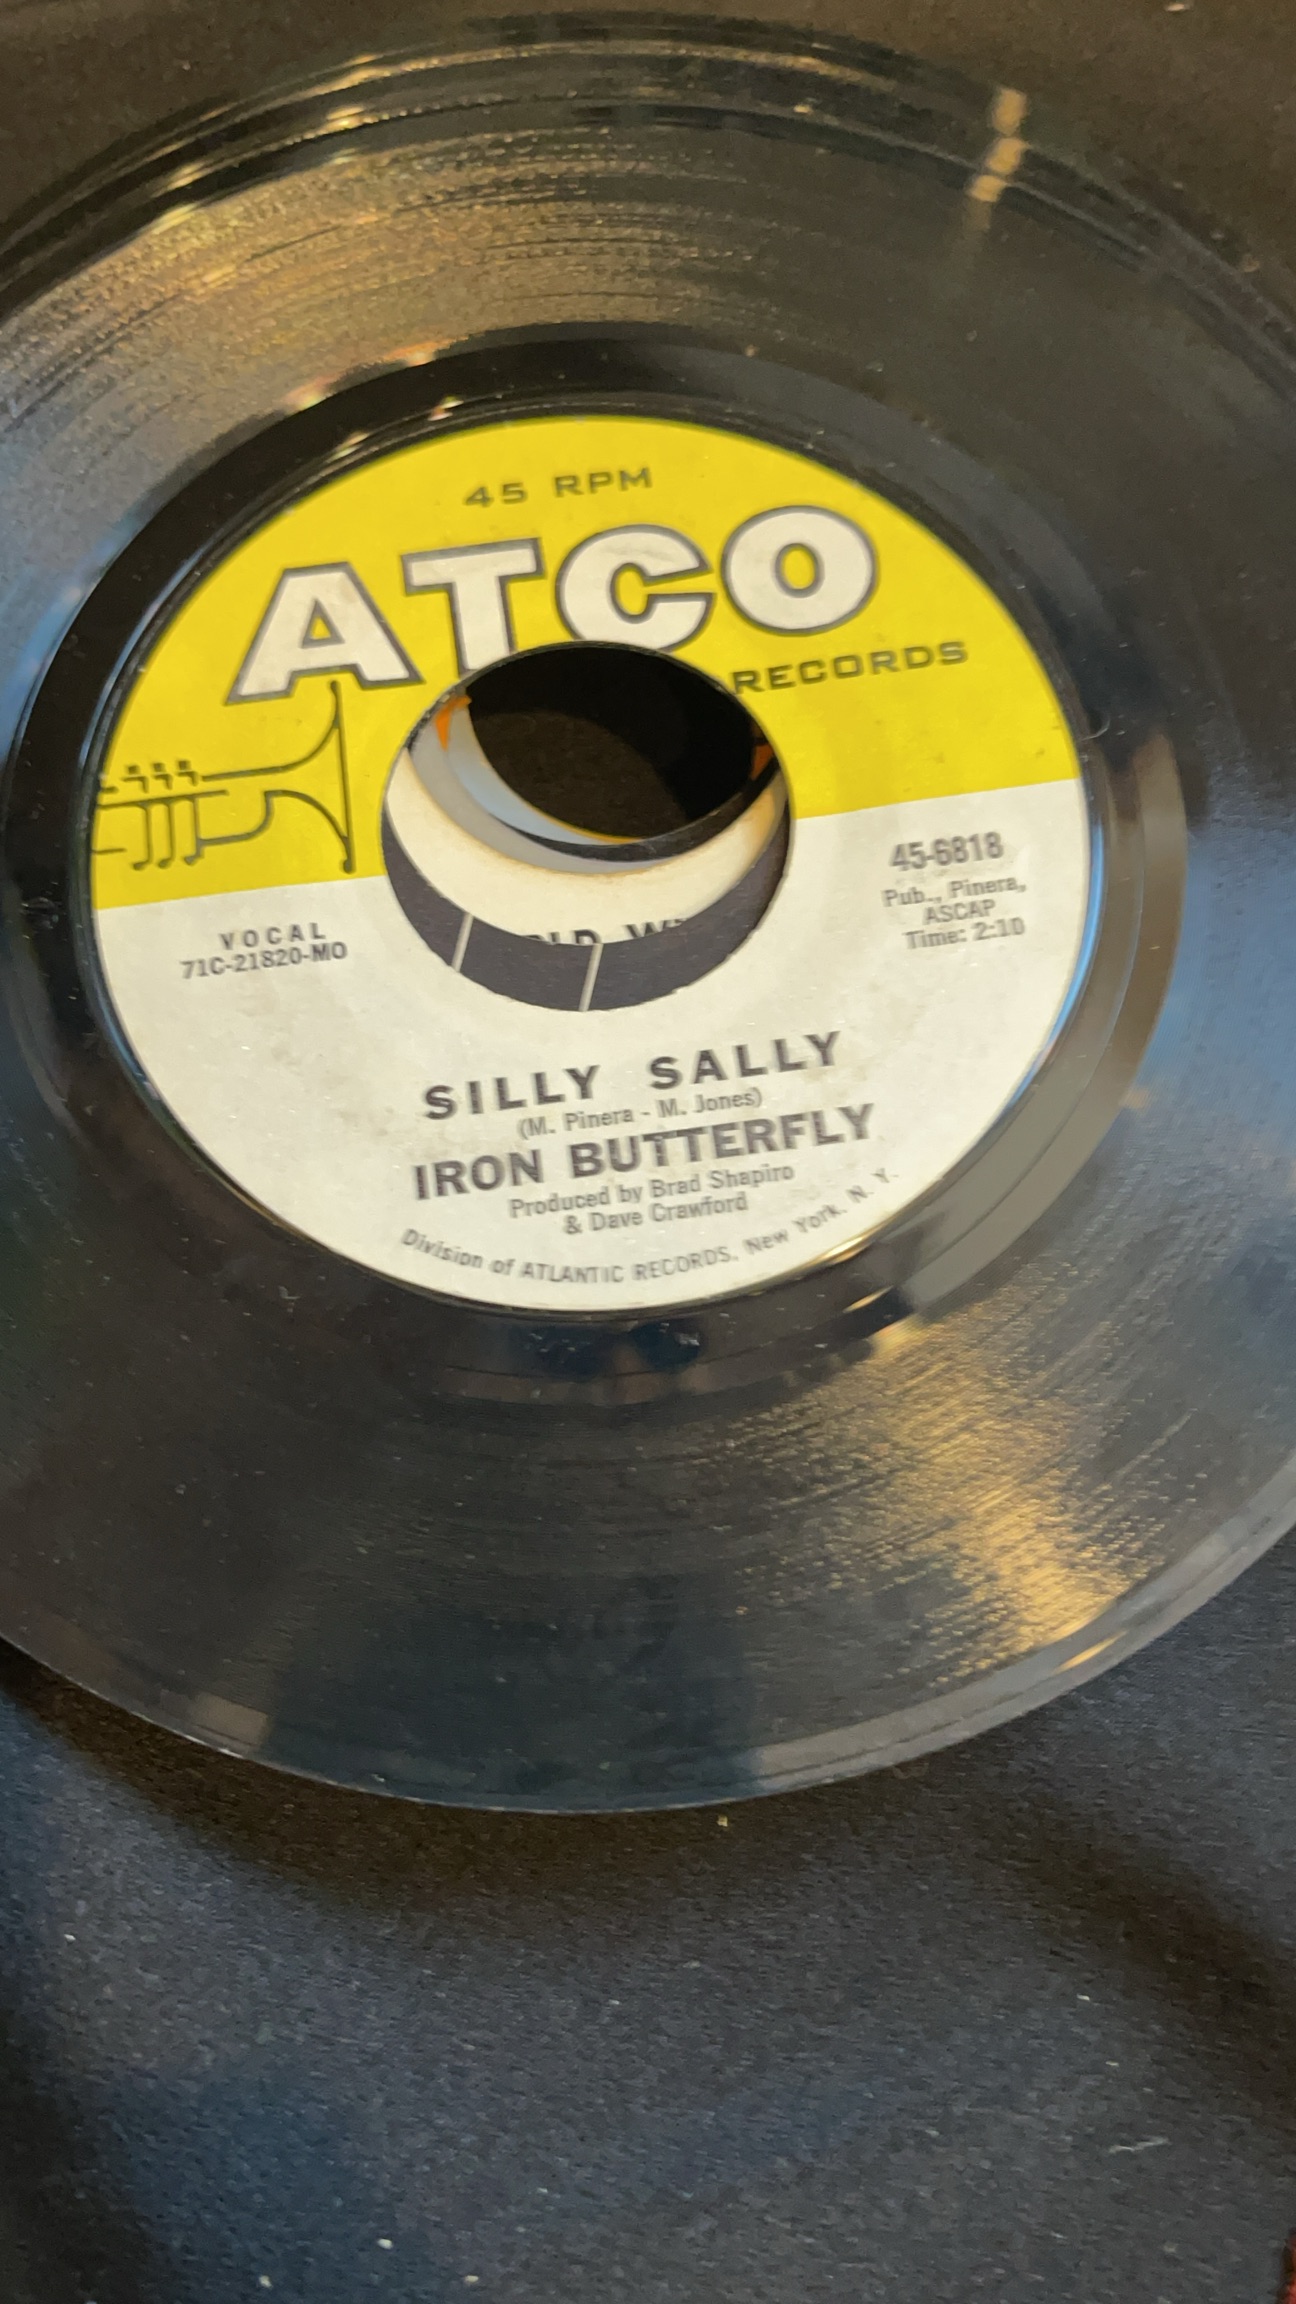 45 RPM
ATCO
RECORDS
45-6818
Pub., Pinera,
ASCAP
Time: 2:10
VOCAL
71C-21820-MO
SILLY SALLY
(M. Pinera - M. Jones)
IRON BUTTERFLY
Produced by Brad Shapiro
& Dave Crawford
Division of ATLANTIC RECORDS, New York, N. Y.